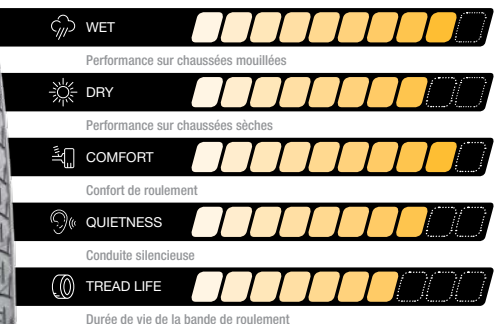 WET
Performance sur chaussées mouillées
DRY
Performance sur chaussées sèches
COMFORT
Confort de roulement
QUIETNESS
Conduite silencieuse
TREAD LIFE
Durée de vie de la bande de roulement